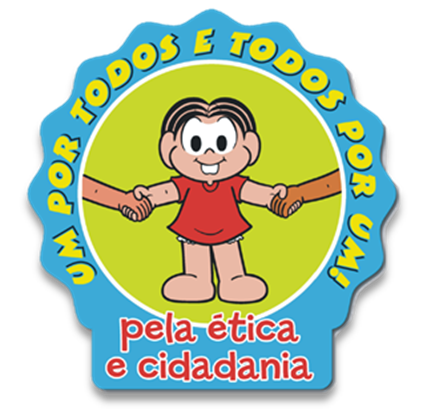 UM POR TODOS E TODOS POR UM!
pela ética
e cidadania